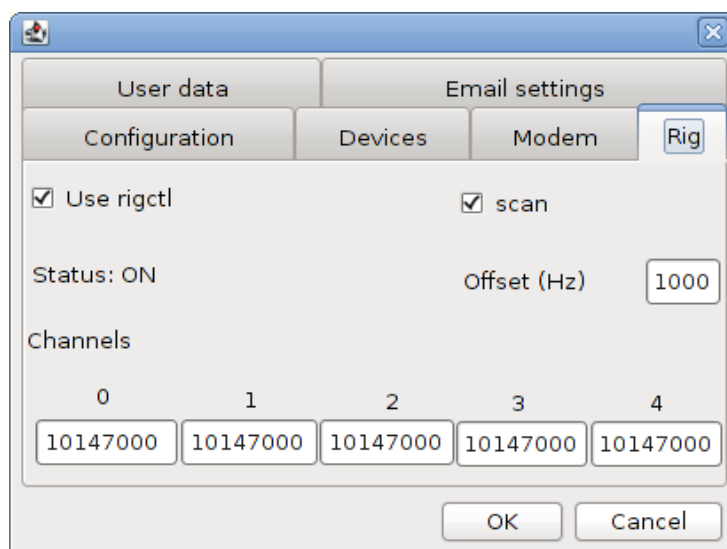 User data Email settings
Configuration Devices Modem Rig
Use rigctl scan
Status: ON Offset (Hz) 1000
Channels
0 1 2 3 4
10147000 10147000 10147000 10147000 10147000
OK Cancel